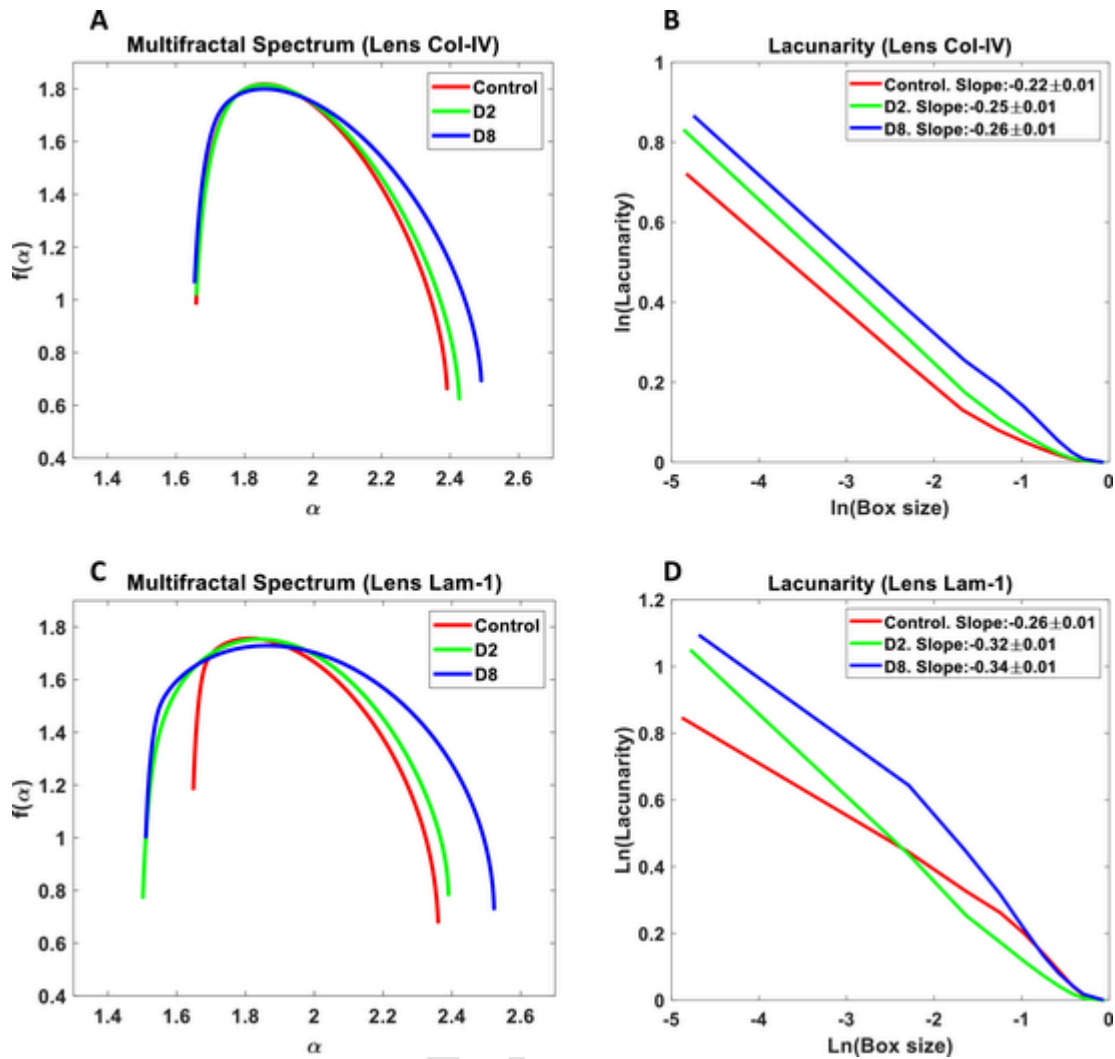 A
Multifractal Spectrum (Lens Col-IV)
Control
D2
D8
1.8
1.6
1.4
1.2
1
0.8
0.6
0.4
f(α)
1.4 1.6 1.8 2 2.2 2.4 2.6
α
B
Lacunarity (Lens Col-IV)
Control. Slope:-0.22±0.01
D2. Slope:-0.25±0.01
D8. Slope:-0.26±0.01
1
0.8
0.6
0.4
0.2
0
ln(Lacunarity)
-5 -4 -3 -2 -1 0
ln(Box size)
C
Multifractal Spectrum (Lens Lam-1)
Control
D2
D8
1.8
1.6
1.4
1.2
1
0.8
0.6
0.4
f(α)
1.4 1.6 1.8 2 2.2 2.4 2.6
α
D
Lacunarity (Lens Lam-1)
Control. Slope:-0.26±0.01
D2. Slope:-0.32±0.01
D8. Slope:-0.34±0.01
1.2
1
0.8
0.6
0.4
0.2
0
Ln(Lacunarity)
-5 -4 -3 -2 -1 0
Ln(Box size)